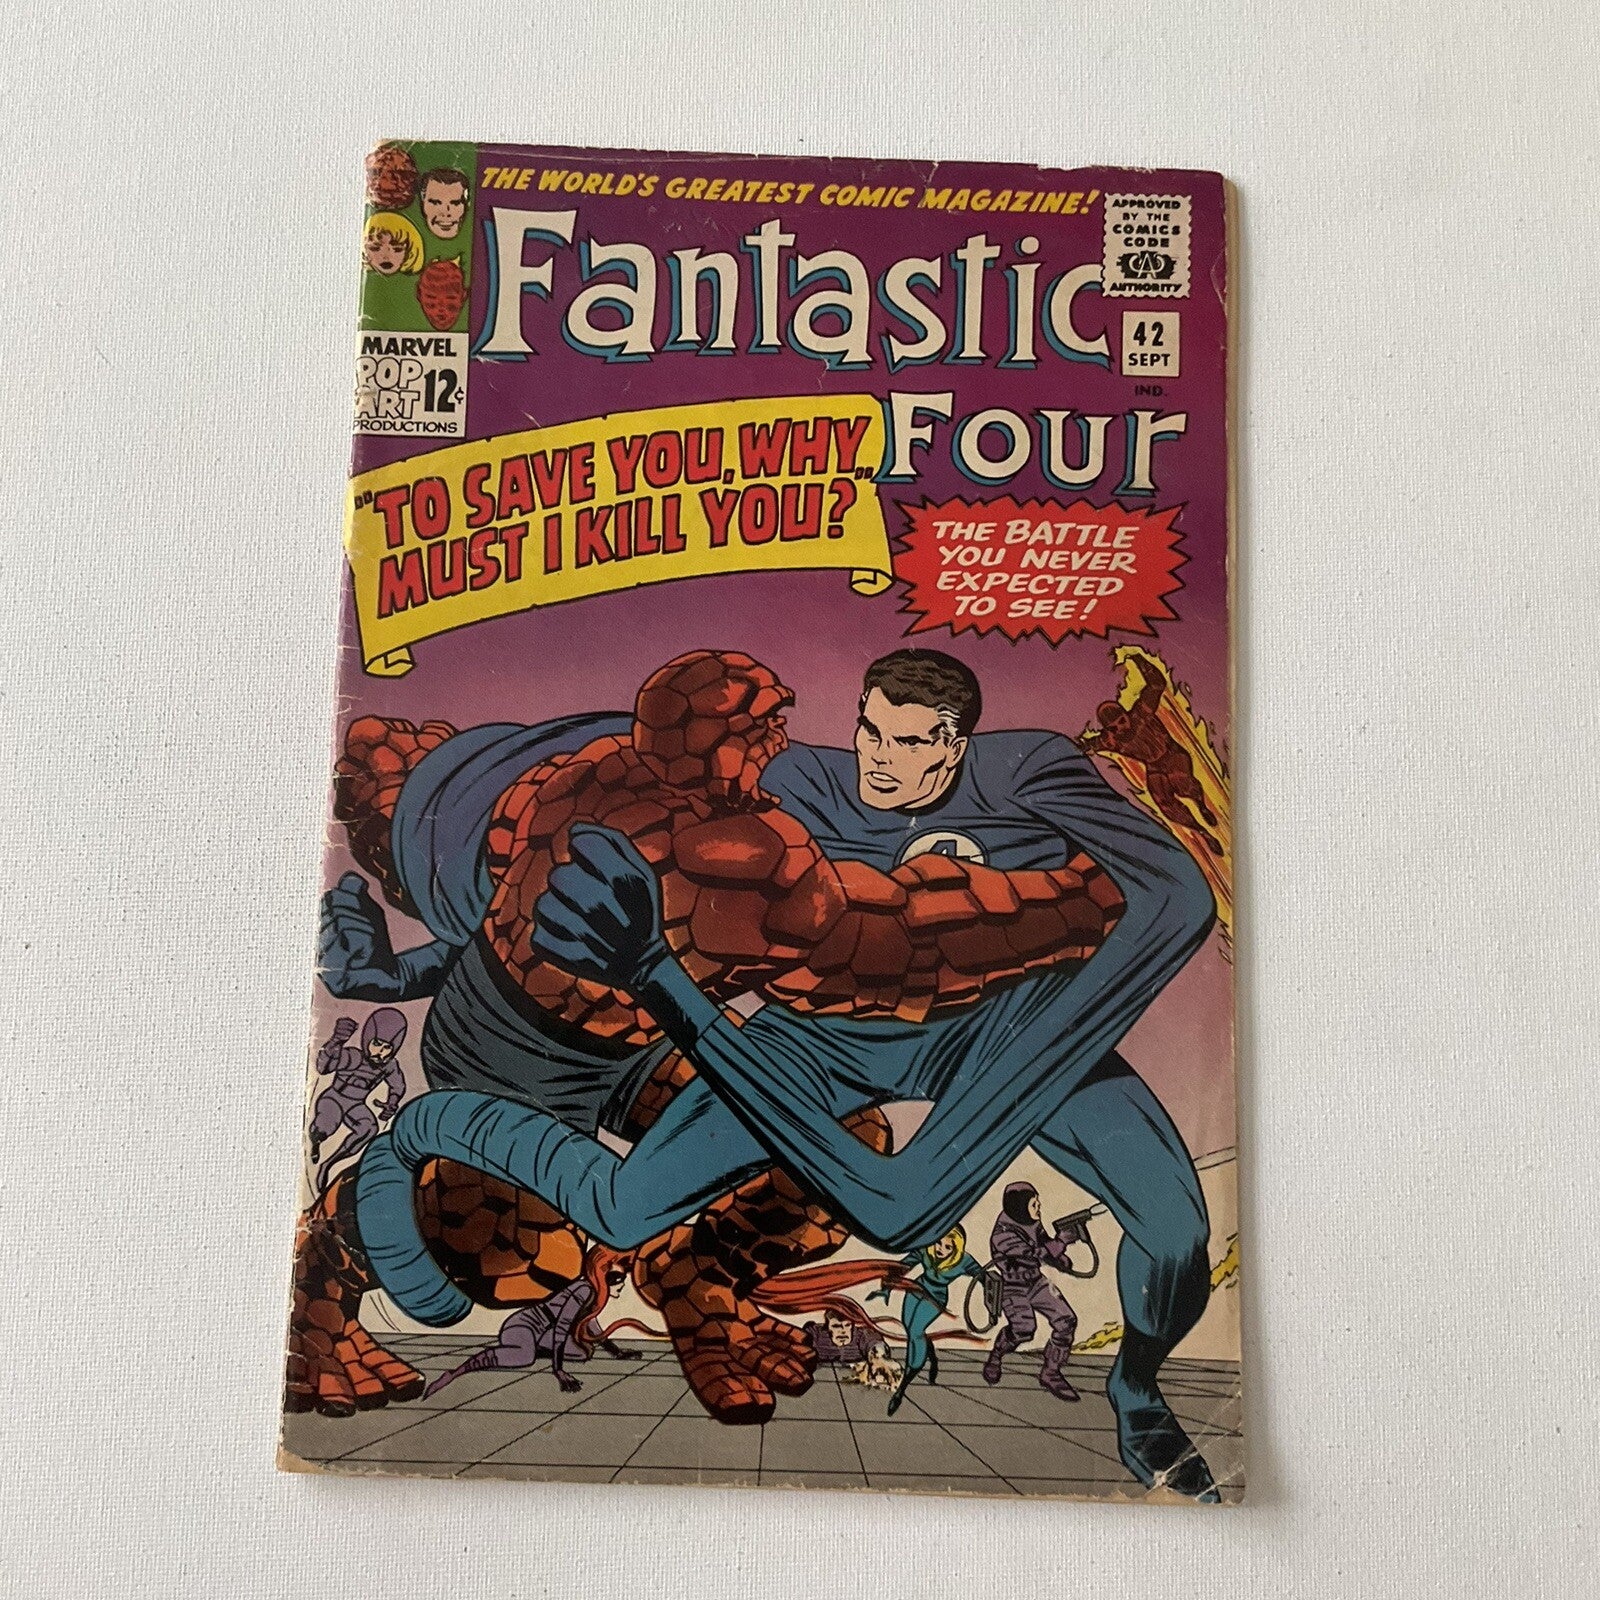 THE WORLD'S GREATEST COMIC MAGAZINE!
APPROVED
BY THE
COMICS
CODE
CA
AUTHORITY
Fantastic
Four
42
SEPT
IND.
MARVEL
POP
ART
12¢
PRODUCTIONS
"TO SAVE YOU, WHY
MUST I KILL YOU?"
THE BATTLE
YOU NEVER
EXPECTED
TO SEE!
4